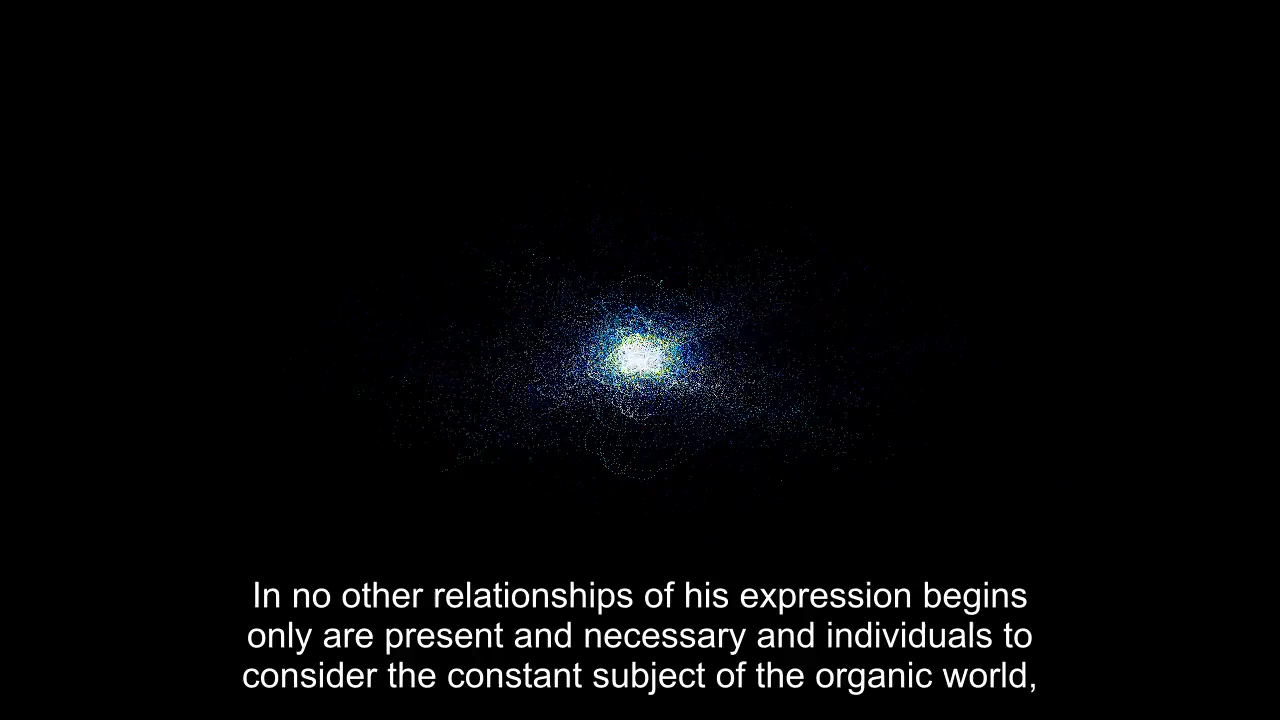 In no other relationships of his expression begins
only are present and necessary and individuals to
consider the constant subject of the organic world,